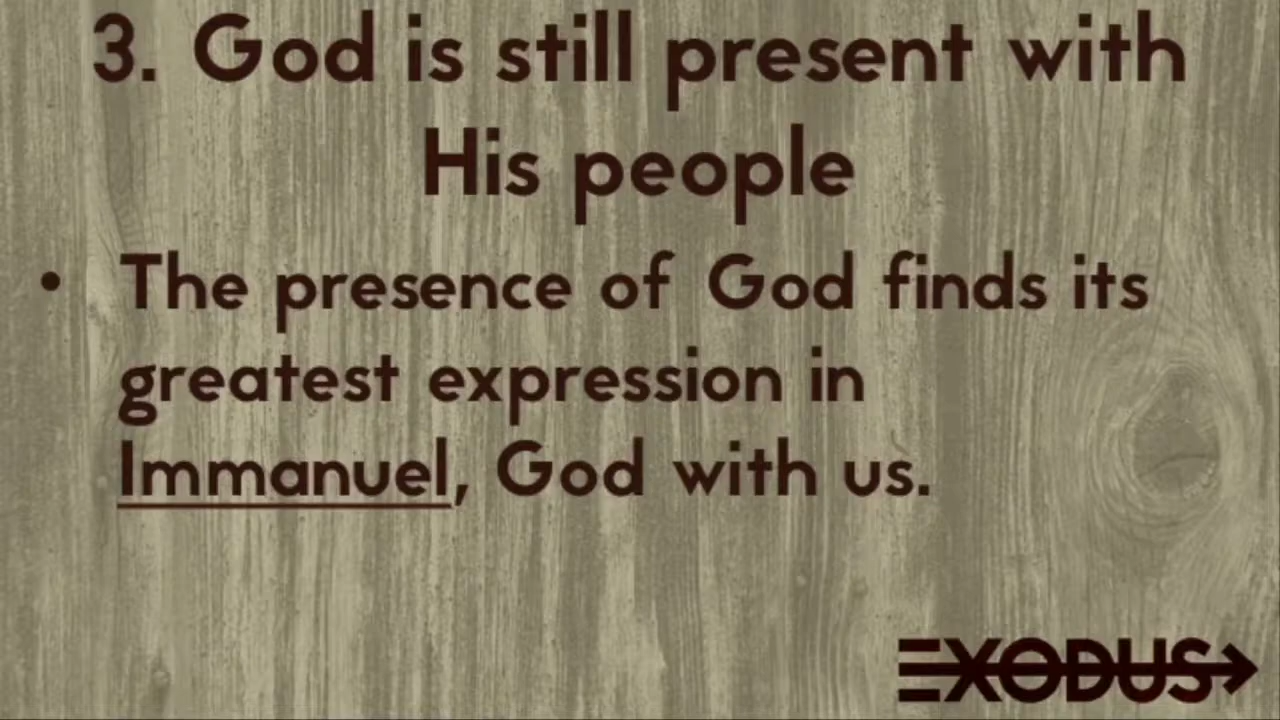 3. God is still present with
His people
• The presence of God finds its
greatest expression in
Immanuel, God with us.
EXODUS